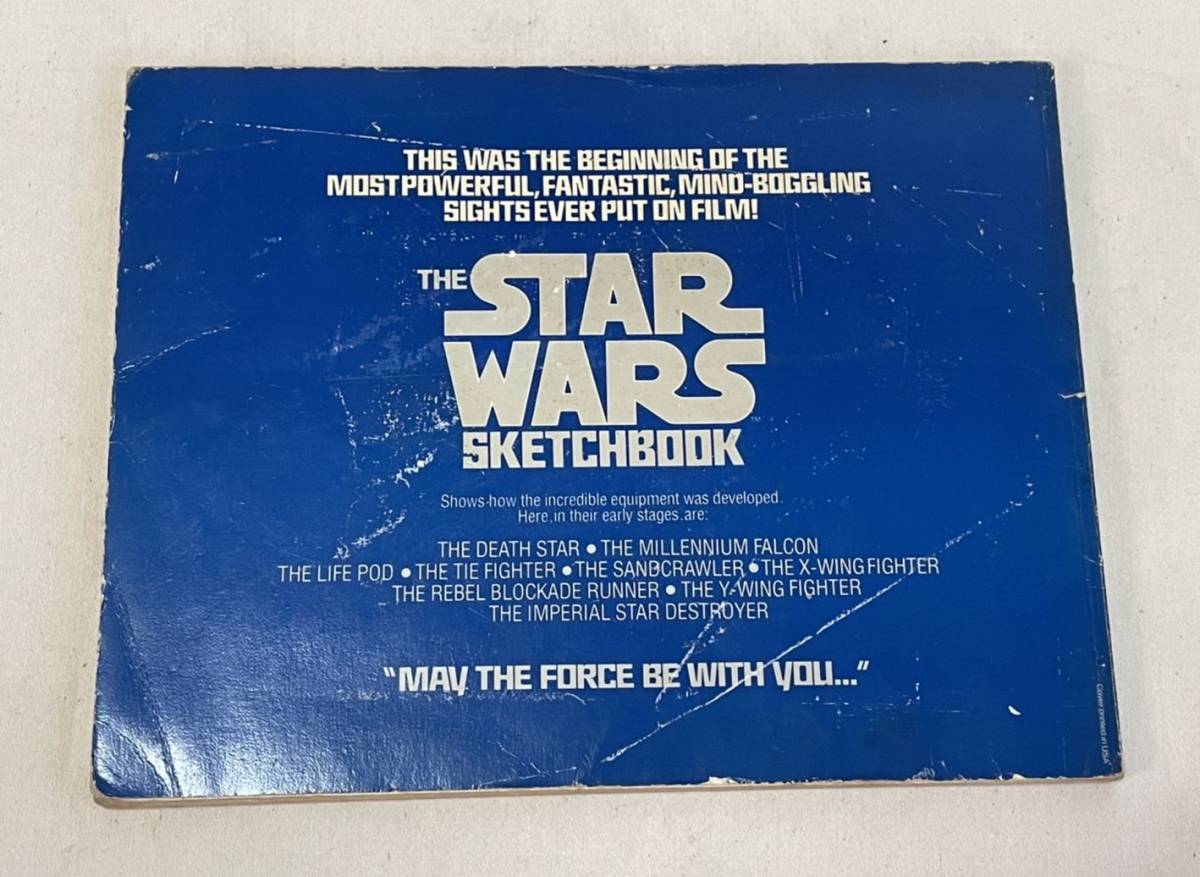 THIS WAS THE BEGINNING OF THE
MOST POWERFUL, FANTASTIC, MIND-BOGGLING
SIGHTS EVER PUT ON FILM!
THE STAR
WARS™
SKETCHBOOK
Shows how the incredible equipment was developed.
Here, in their early stages, are:
THE DEATH STAR • THE MILLENNIUM FALCON
THE LIFE POD • THE TIE FIGHTER • THE SANDCRAWLER • THE X-WING FIGHTER
THE REBEL BLOCKADE RUNNER • THE Y-WING FIGHTER
THE IMPERIAL STAR DESTROYER
"MAY THE FORCE BE WITH YOU..."
Cover printed in USA